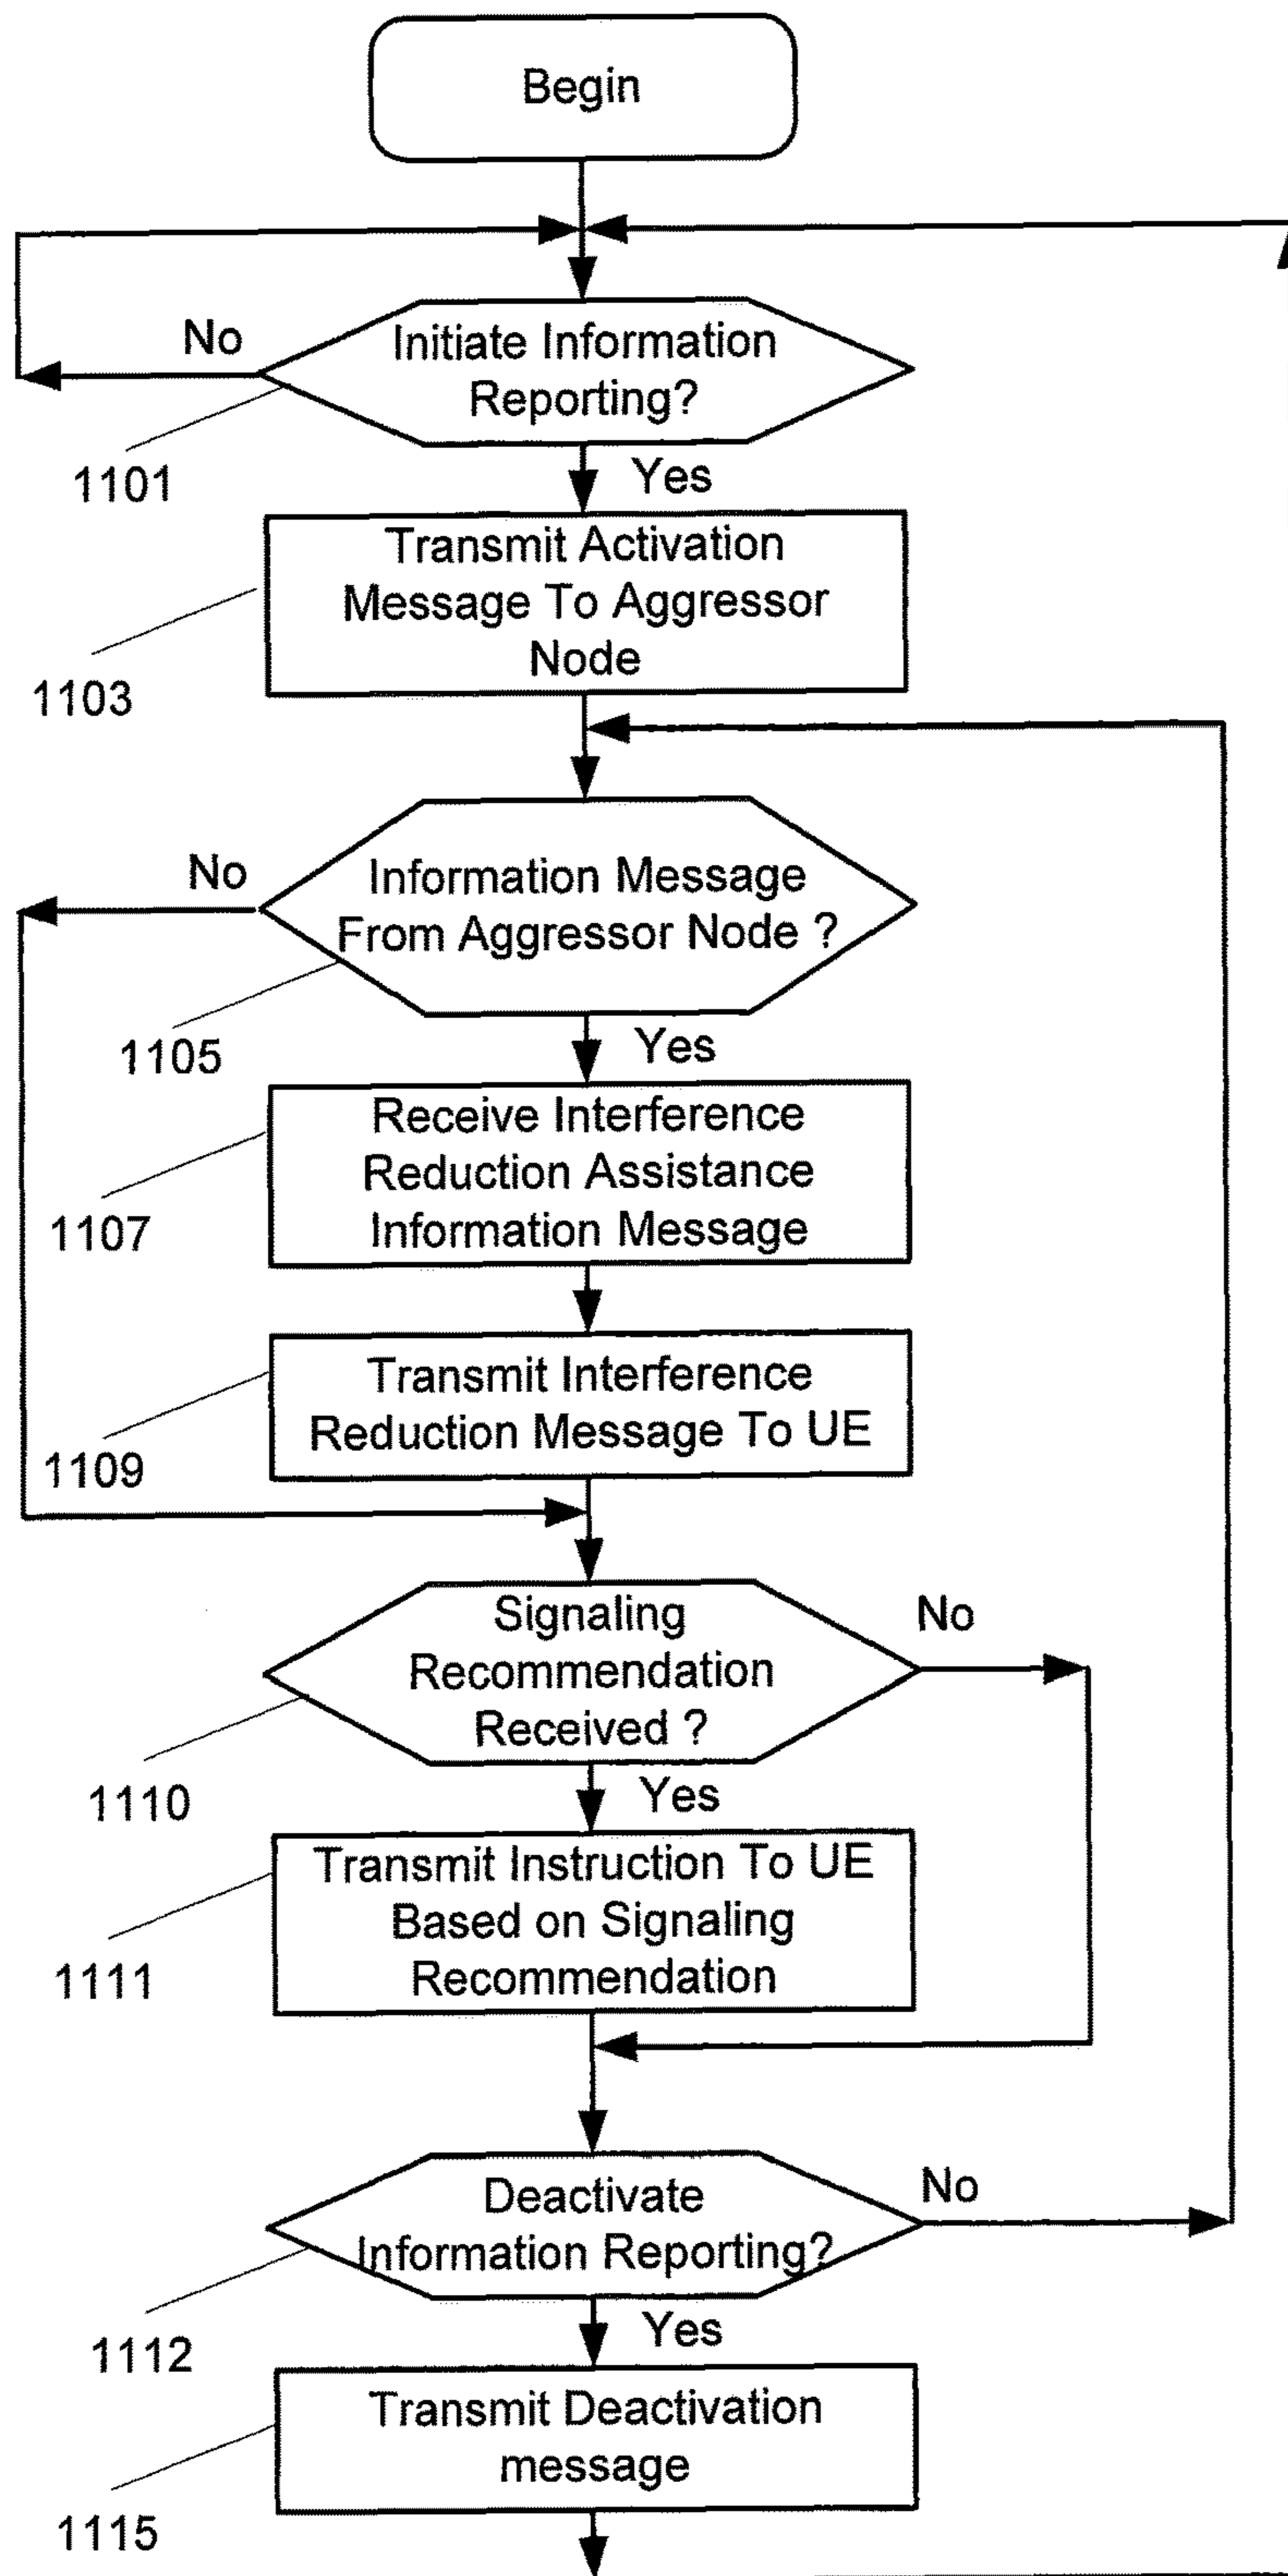 Begin
No
Initiate Information
Reporting?
1101
Yes
Transmit Activation
Message To Aggressor
Node
1103
No
Information Message
From Aggressor Node ?
1105
Yes
Receive Interference
Reduction Assistance
Information Message
1107
Transmit Interference
Reduction Message To UE
1109
Signaling
Recommendation
Received ?
No
1110
Yes
Transmit Instruction To UE
Based on Signaling
Recommendation
1111
Deactivate
Information Reporting?
No
1112
Yes
Transmit Deactivation
message
1115